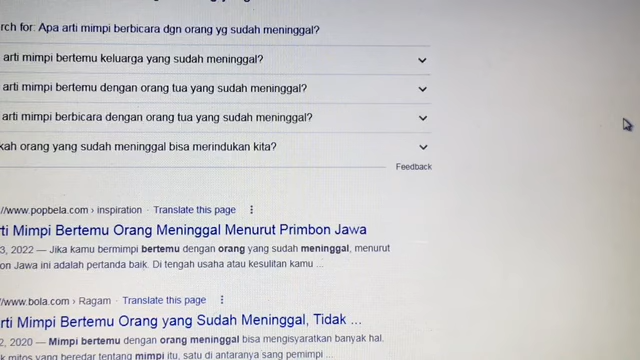 rch for: Apa arti mimpi berbicara dgn orang yg sudah meninggal?
arti mimpi bertemu keluarga yang sudah meninggal?
arti mimpi bertemu dengan orang tua yang sudah meninggal?
arti mimpi berbicara dengan orang tua yang sudah meninggal?
kah orang yang sudah meninggal bisa merindukan kita?
Feedback
//www.popbela.com › inspiration · Translate this page
ti Mimpi Bertemu Orang Meninggal Menurut Primbon Jawa
3, 2022 — Jika kamu bermimpi bertemu dengan orang yang sudah meninggal, menurut
on Jawa ini adalah pertanda baik. Di tengah usaha atau kesulitan kamu ...
//www.bola.com › Ragam · Translate this page
rti Mimpi Bertemu Orang yang Sudah Meninggal, Tidak ...
2, 2020 — Mimpi bertemu dengan orang meninggal bisa mengisyaratkan banyak hal.
k mitos yang beredar tentang mimpi itu, satu di antaranya sang pemimpi ...